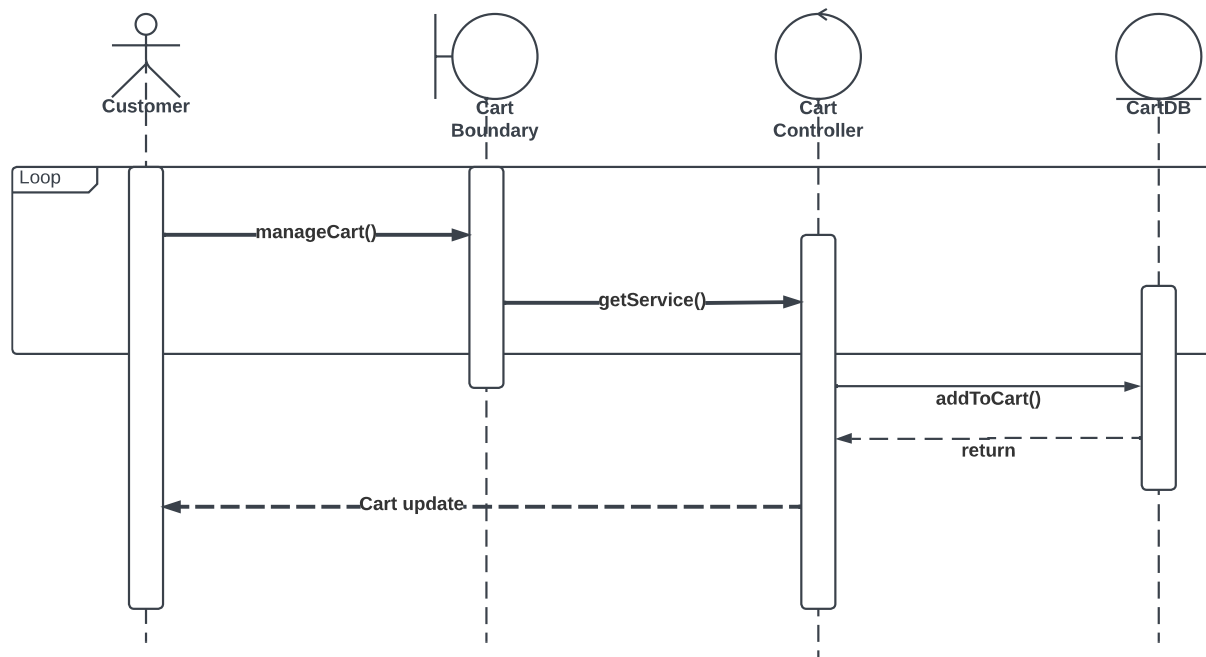 Customer
Cart
Boundary
Cart
Controller
CartDB
Loop
manageCart()
getService()
addToCart()
return
Cart update